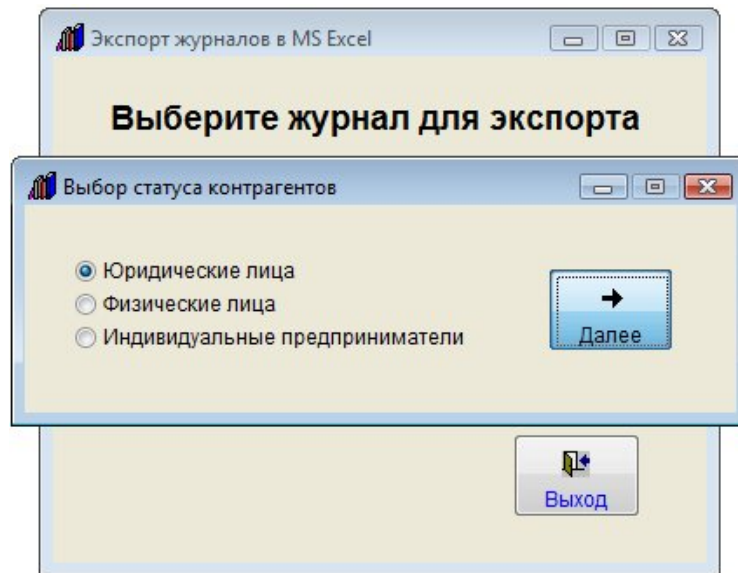 Экспорт журналов в MS Excel
Выберите журнал для экспорта
Выбор статуса контрагентов
Юридические лица
Физические лица
Индивидуальные предприниматели
Далее
Выход